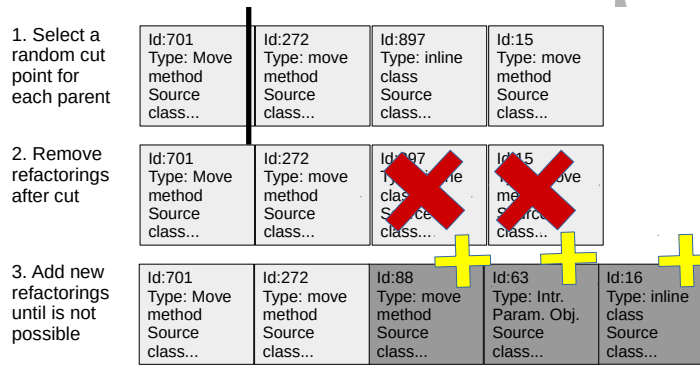 1. Select a
random cut
point for
each parent
Id:701
Type: Move
method
Source
class...
Id:272
Type: move
method
Source
class...
Id:897
Type: inline
class
Source
class...
Id:15
Type: move
method
Source
class...
2. Remove
refactorings
after cut
Id:701
Type: Move
method
Source
class...
Id:272
Type: move
method
Source
class...
class...
class...
3. Add new
refactorings
until is not
possible
Id:701
Type: Move
method
Source
class...
Id:272
Type: move
method
Source
class...
Id:88
Type: move
method
Source
class...
Id:63
Type: Intr.
Param. Obj.
Source
class...
Id:16
Type: inline
class
Source
class...